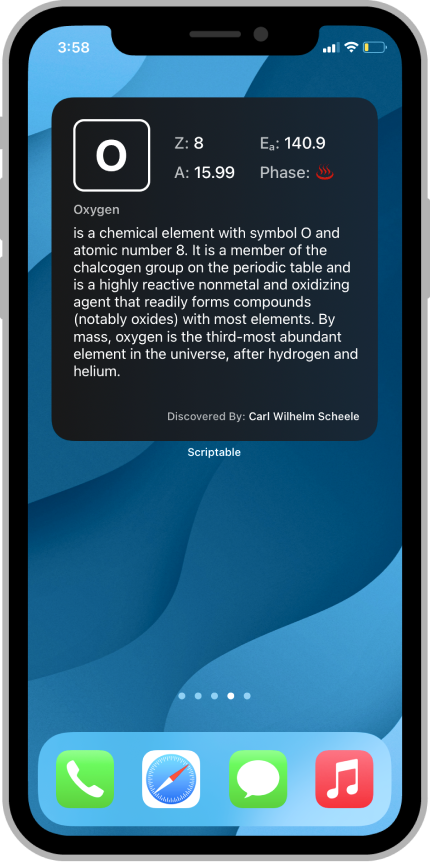 3:58
O
Z: 8
Eₐ: 140.9
A: 15.99
Phase: ♨
Oxygen
is a chemical element with symbol O and
atomic number 8. It is a member of the
chalcogen group on the periodic table and
is a highly reactive nonmetal and oxidizing
agent that readily forms compounds
(notably oxides) with most elements. By
mass, oxygen is the third-most abundant
element in the universe, after hydrogen and
helium.
Discovered By: Carl Wilhelm Scheele
Scriptable